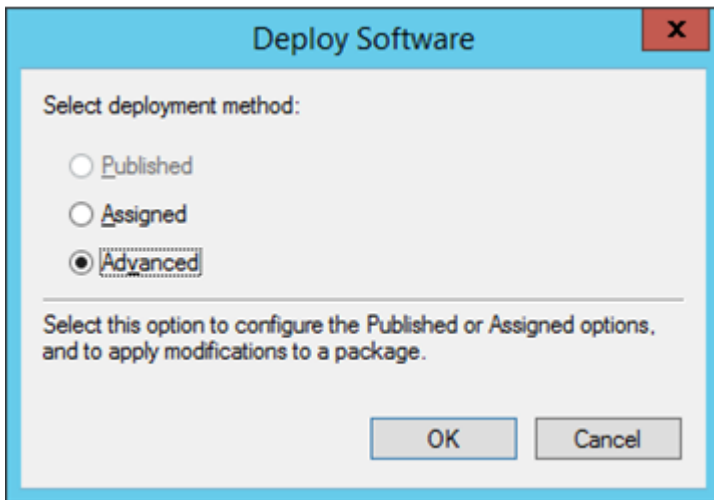 Deploy Software
x
Select deployment method:
Published
Assigned
Advanced
Select this option to configure the Published or Assigned options,
and to apply modifications to a package.
OK Cancel